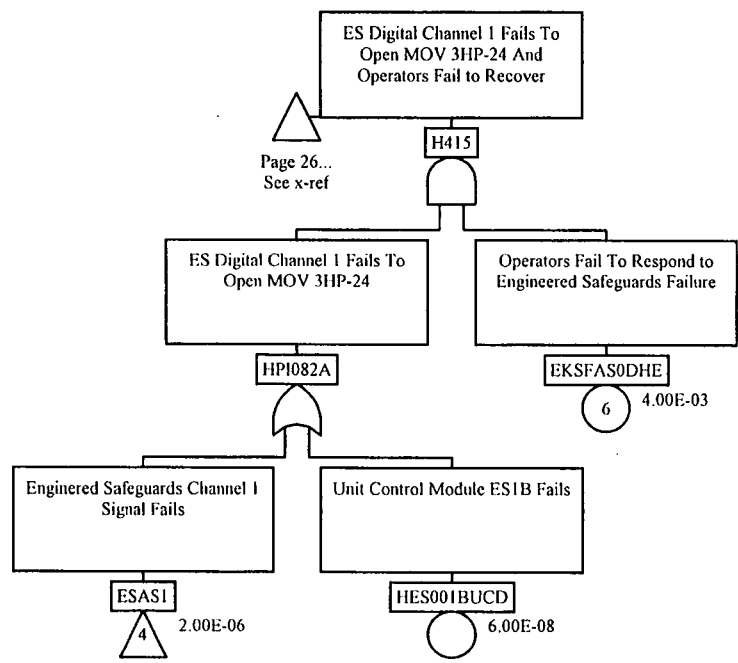 ES Digital Channel 1 Fails To
Open MOV 3HP-24 And
Operators Fail to Recover
Page 26...
See x-ref
H415
ES Digital Channel 1 Fails To
Open MOV 3HP-24
Operators Fail To Respond to
Engineered Safeguards Failure
HPI082A
EKSFAS0DHE
6
4.00E-03
Enginered Safeguards Channel 1
Signal Fails
Unit Control Module ES1B Fails
ESAS1
4
2.00E-06
HES001BUCD
6.00E-08